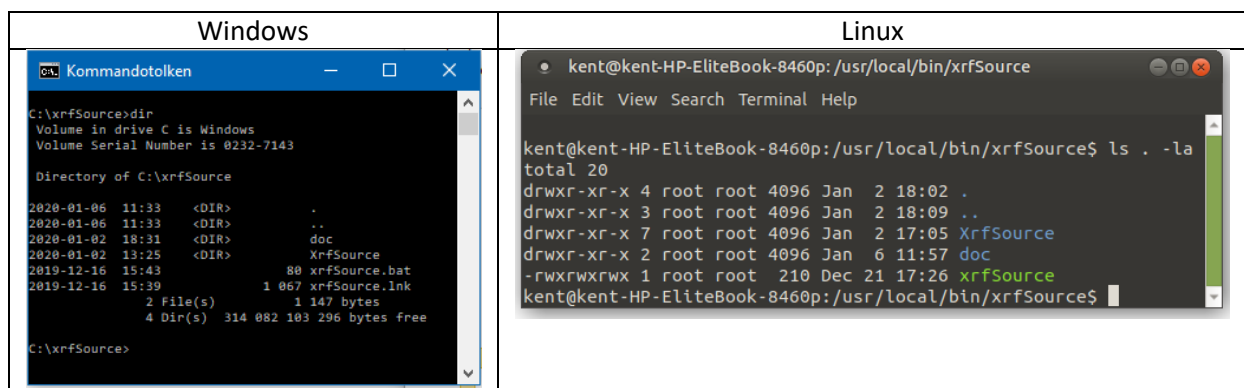 Windows
Linux
Kommandotolken
C:\xrfSource>dir
Volume in drive C is Windows
Volume Serial Number is 0232-7143
Directory of C:\xrfSource
2020-01-06 11:33 <DIR> .
2020-01-06 11:33 <DIR> ..
2020-01-02 18:31 <DIR> doc
2020-01-02 13:25 <DIR> XrfSource
2019-12-16 15:43 80 xrfSource.bat
2019-12-16 15:39 1 067 xrfSource.lnk
2 File(s) 1 147 bytes
4 Dir(s) 314 082 103 296 bytes free
C:\xrfSource>
kent@kent-HP-EliteBook-8460p: /usr/local/bin/xrfSource
File Edit View Search Terminal Help
kent@kent-HP-EliteBook-8460p:/usr/local/bin/xrfSource$ ls . -la
total 20
drwxr-xr-x 4 root root 4096 Jan 2 18:02 .
drwxr-xr-x 3 root root 4096 Jan 2 18:09 ..
drwxr-xr-x 7 root root 4096 Jan 2 17:05 XrfSource
drwxr-xr-x 2 root root 4096 Jan 6 11:57 doc
-rwxrwxrwx 1 root root 210 Dec 21 17:26 xrfSource
kent@kent-HP-EliteBook-8460p:/usr/local/bin/xrfSource$